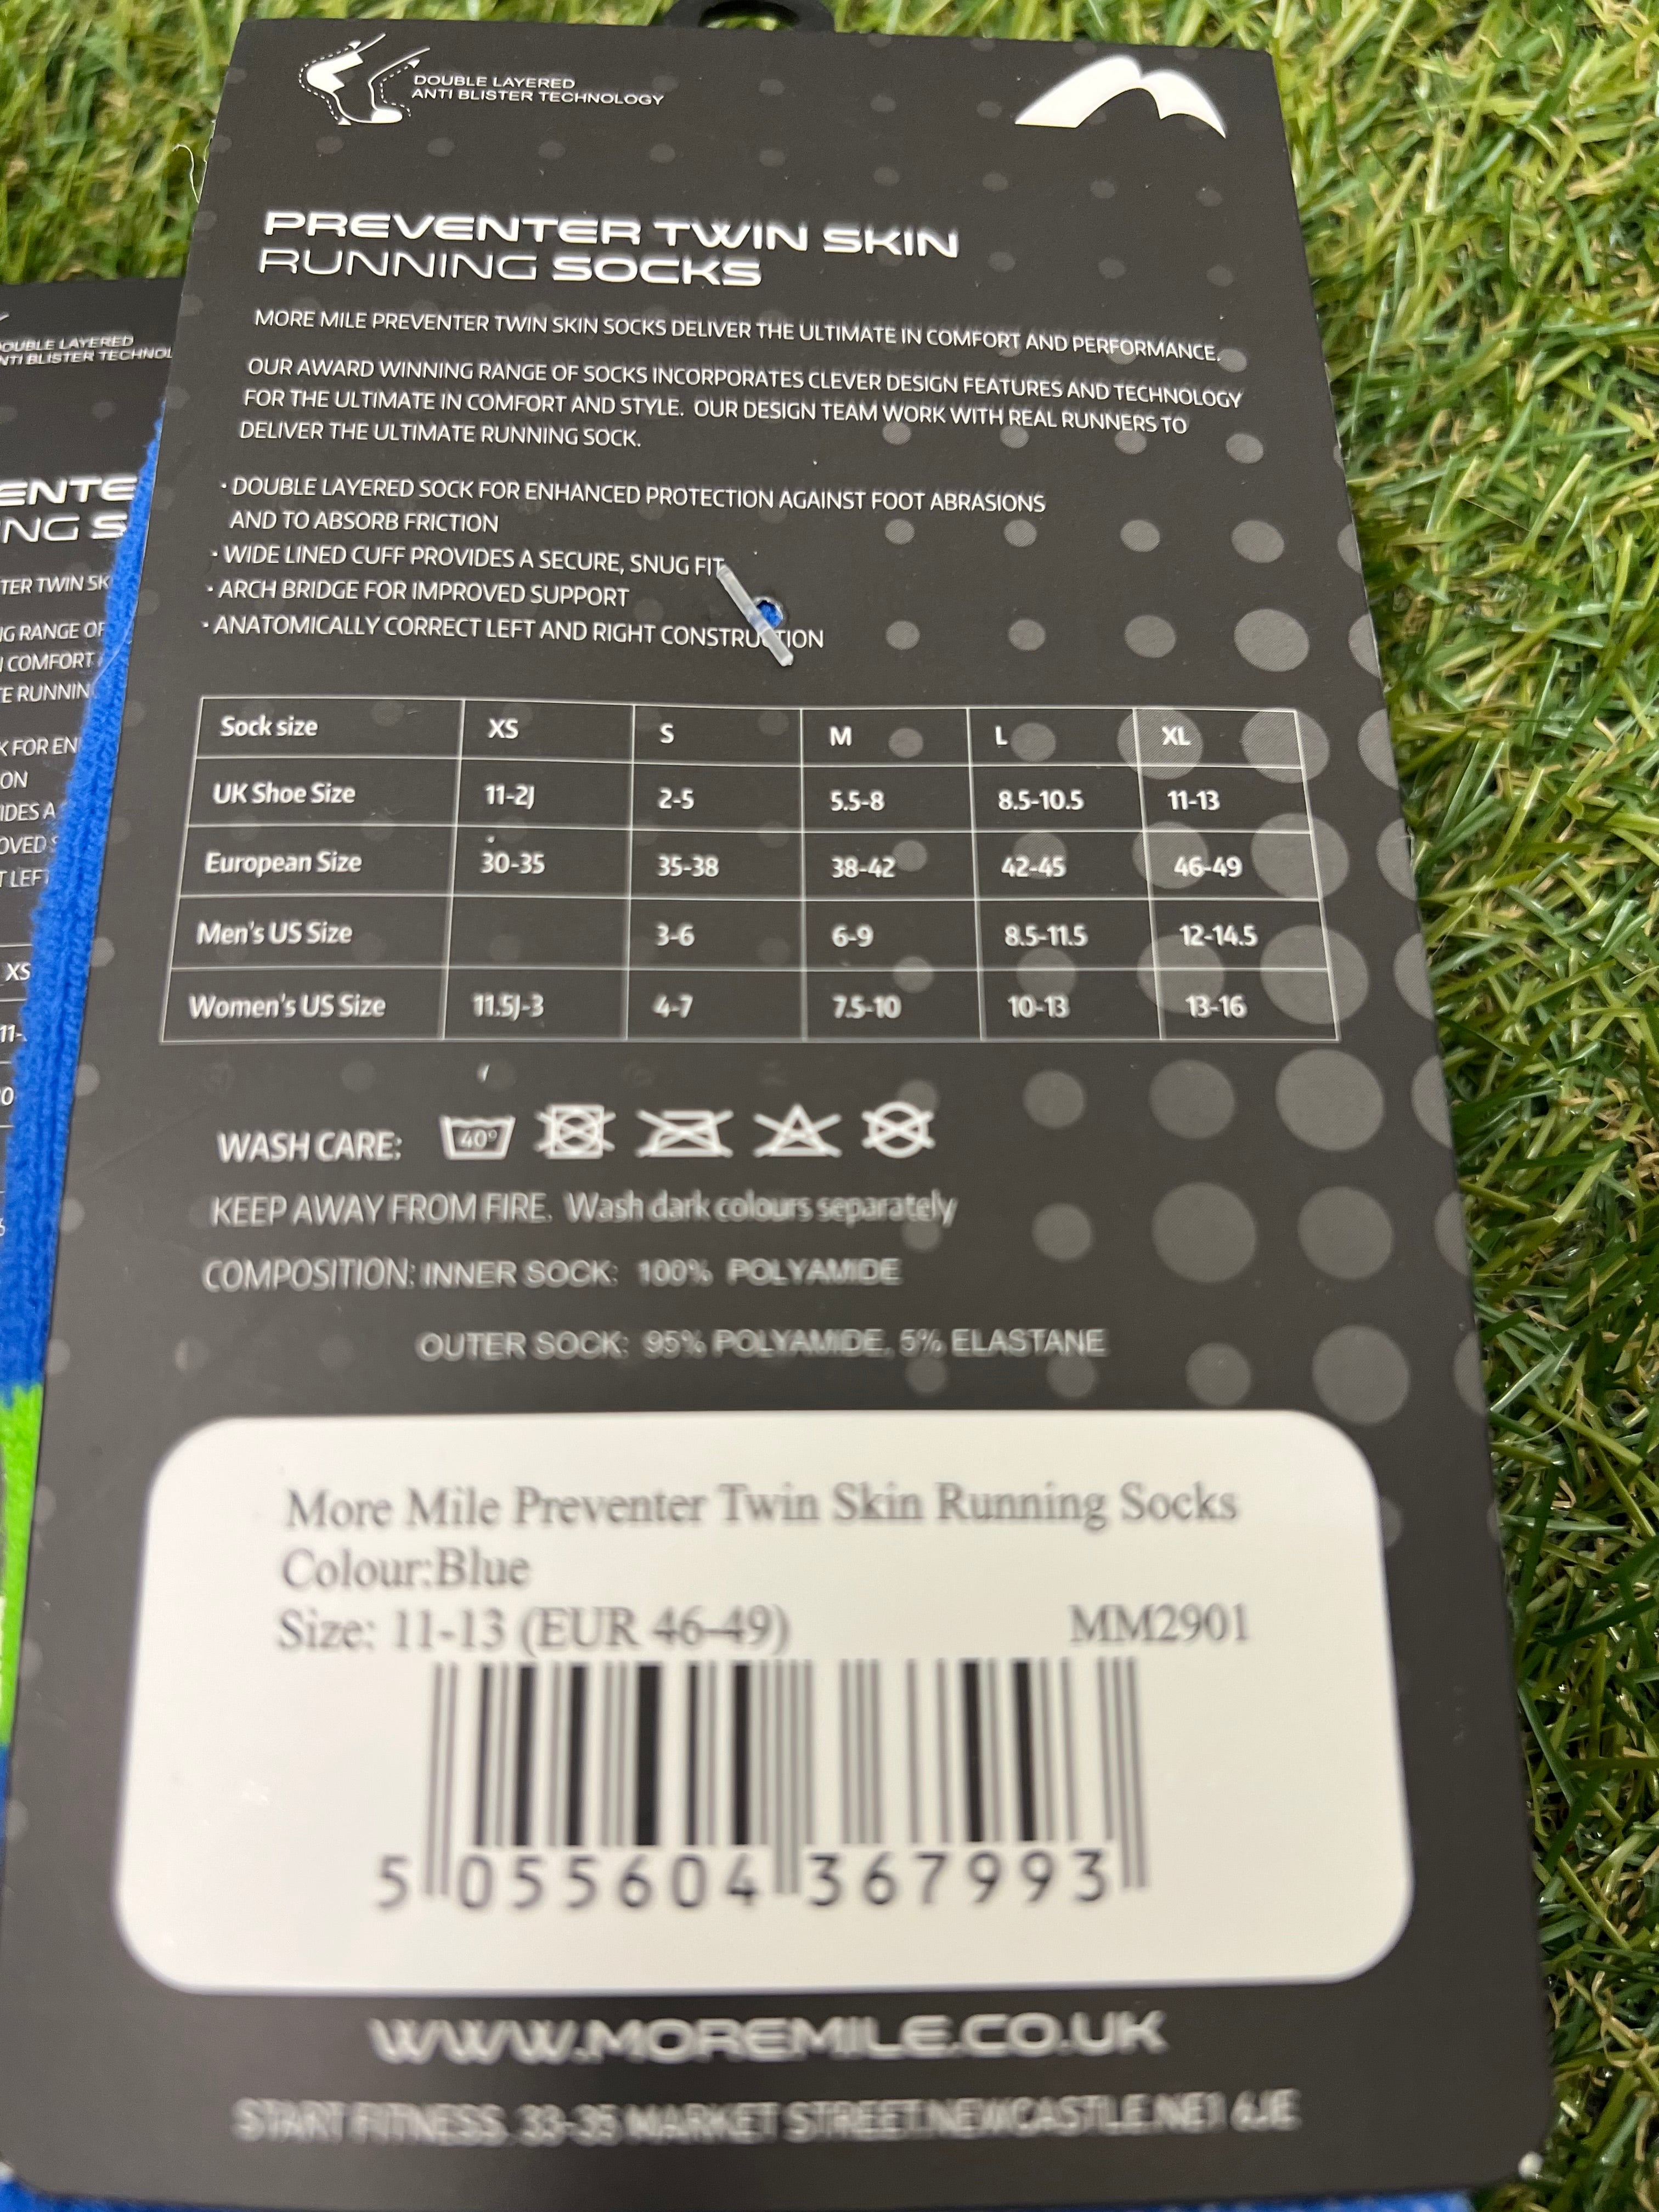 DOUBLE LAYERED
ANTI BLISTER TECHNOLOGY
PREVENTER TWIN SKIN
RUNNING SOCKS
MORE MILE PREVENTER TWIN SKIN SOCKS DELIVER THE ULTIMATE IN COMFORT AND PERFORMANCE.
OUR AWARD WINNING RANGE OF SOCKS INCORPORATES CLEVER DESIGN FEATURES AND TECHNOLOGY
FOR THE ULTIMATE IN COMFORT AND STYLE. OUR DESIGN TEAM WORK WITH REAL RUNNERS TO
DELIVER THE ULTIMATE RUNNING SOCK.
· DOUBLE LAYERED SOCK FOR ENHANCED PROTECTION AGAINST FOOT ABRASIONS
AND TO ABSORB FRICTION
· WIDE LINED CUFF PROVIDES A SECURE, SNUG FIT
· ARCH BRIDGE FOR IMPROVED SUPPORT
· ANATOMICALLY CORRECT LEFT AND RIGHT CONSTRUCTION
Sock size XS S M L XL
UK Shoe Size 11-2J 2-5 5.5-8 8.5-10.5 11-13
European Size 30-35 35-38 38-42 42-45 46-49
Men's US Size 3-6 6-9 8.5-11.5 12-14.5
Women's US Size 11.5J-3 4-7 7.5-10 10-13 13-16
WASH CARE: 40°
KEEP AWAY FROM FIRE. Wash dark colours separately
COMPOSITION: INNER SOCK: 100% POLYAMIDE
OUTER SOCK: 95% POLYAMIDE, 5% ELASTANE
More Mile Preventer Twin Skin Running Socks
Colour:Blue
Size: 11-13 (EUR 46-49) MM2901
5 055604 367993
WWW.MOREMILE.CO.UK
START FITNESS, 33-35 MARKET STREET.NEWCASTLE.NE1 6JE